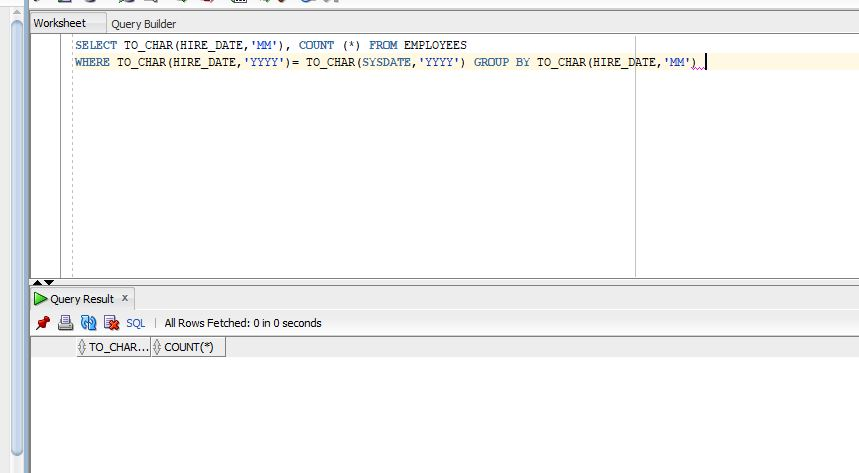 Worksheet Query Builder
SELECT TO_CHAR(HIRE_DATE,'MM'), COUNT (*) FROM EMPLOYEES
WHERE TO_CHAR(HIRE_DATE,'YYYY')= TO_CHAR(SYSDATE,'YYYY') GROUP BY TO_CHAR(HIRE_DATE,'MM')
Query Result x
SQL | All Rows Fetched: 0 in 0 seconds
TO_CHAR... COUNT(*)